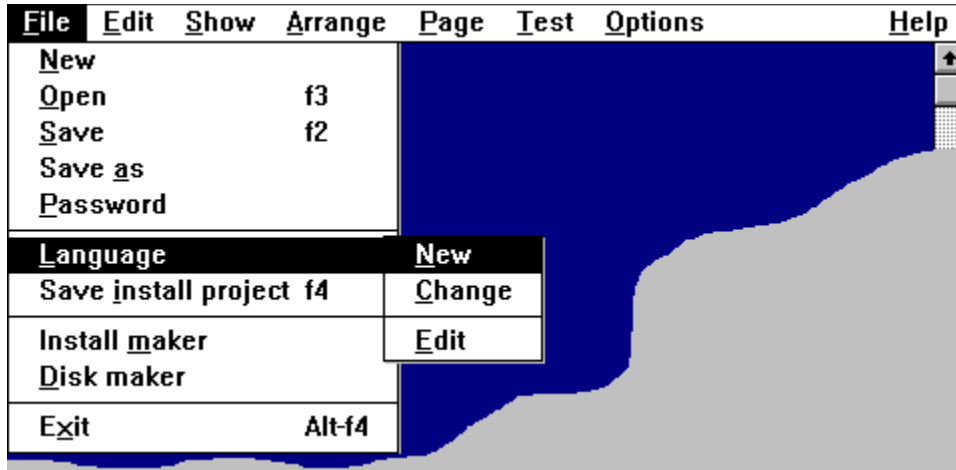 File Edit Show Arrange Page Test Options Help
New
Open f3
Save f2
Save as
Password
Language
Save install project f4
Install maker
Disk maker
Exit Alt-f4
New
Change
Edit